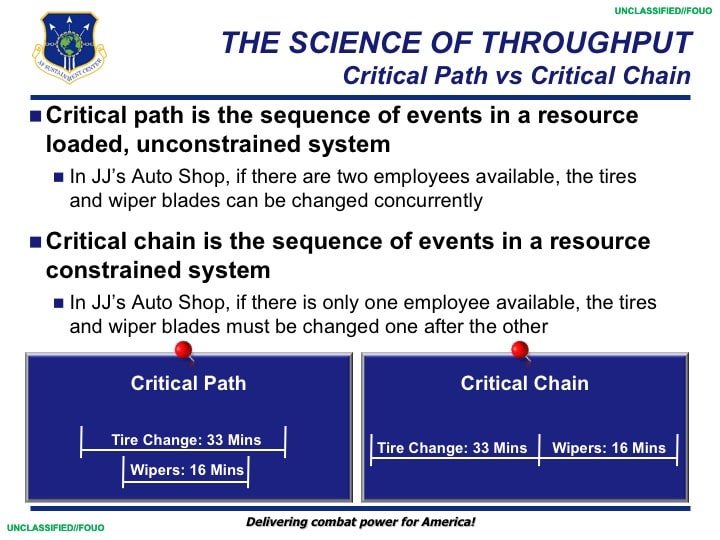 UNCLASSIFIED//FOUO
AF SUSTAINMENT CENTER
THE SCIENCE OF THROUGHPUT
Critical Path vs Critical Chain
Critical path is the sequence of events in a resource
loaded, unconstrained system
In JJ’s Auto Shop, if there are two employees available, the tires
and wiper blades can be changed concurrently
Critical chain is the sequence of events in a resource
constrained system
In JJ’s Auto Shop, if there is only one employee available, the tires
and wiper blades must be changed one after the other
Critical Path
Tire Change: 33 Mins
Wipers: 16 Mins
Critical Chain
Tire Change: 33 Mins
Wipers: 16 Mins
Delivering combat power for America!
UNCLASSIFIED//FOUO